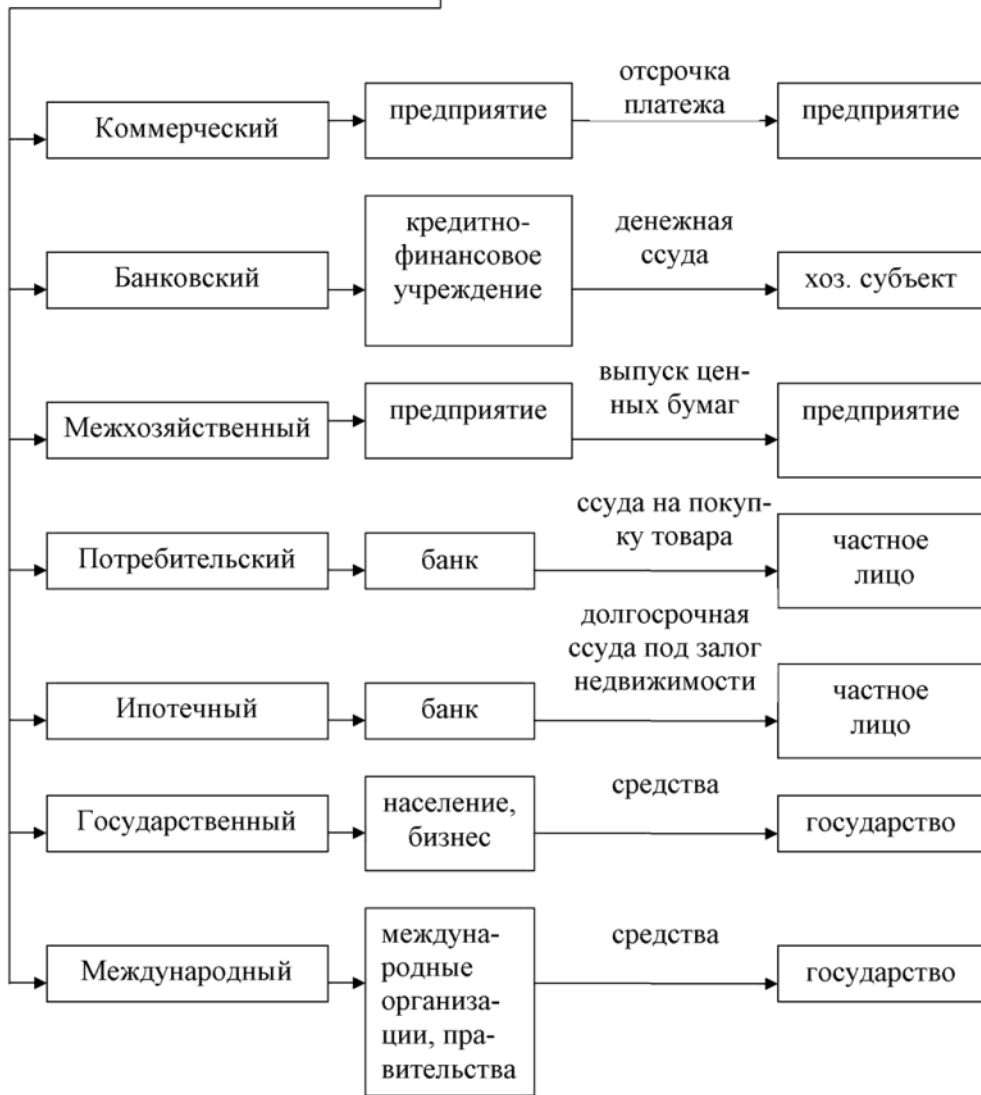 отсрочка
платежа
Коммерческий
предприятие
предприятие
кредитно-
финансовое
учреждение
денежная
ссуда
Банковский
хоз. субъект
выпуск цен-
ных бумаг
Межхозяйственный
предприятие
предприятие
ссуда на покуп-
ку товара
Потребительский
банк
частное
лицо
долгосрочная
ссуда под залог
недвижимости
Ипотечный
банк
частное
лицо
Государственный
население,
бизнес
средства
государство
Международный
междуна-
родные
организа-
ции, пра-
вительства
средства
государство